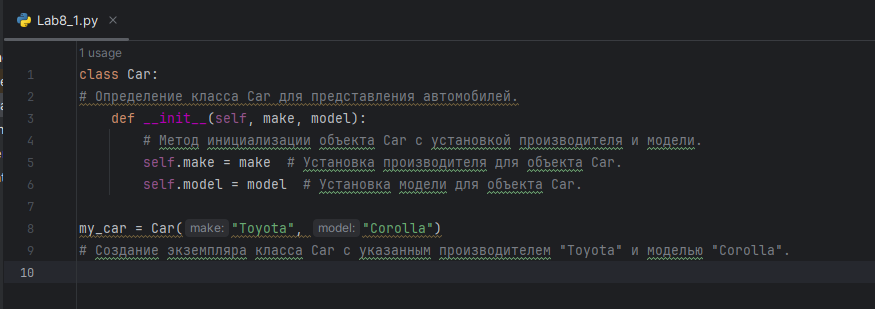 Lab8_1.py ×
1 usage
1 class Car:
2 # Определение класса Car для представления автомобилей.
3 def __init__(self, make, model):
4 # Метод инициализации объекта Car с установкой производителя и модели.
5 self.make = make # Установка производителя для объекта Car.
6 self.model = model # Установка модели для объекта Car.
7
8 my_car = Car( make: "Toyota", model: "Corolla")
9 # Создание экземпляра класса Car с указанным производителем "Toyota" и моделью "Corolla".
10